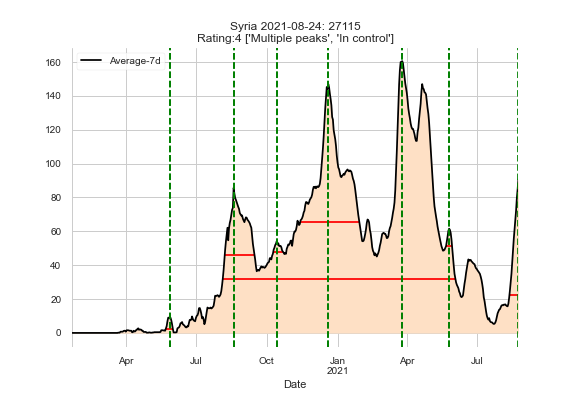 Syria 2021-08-24: 27115
Rating:4 ['Multiple peaks', 'In control']
Average-7d
160
140
120
100
80
60
40
20
0
Apr
Jul
Oct
Jan
2021
Apr
Jul
Date